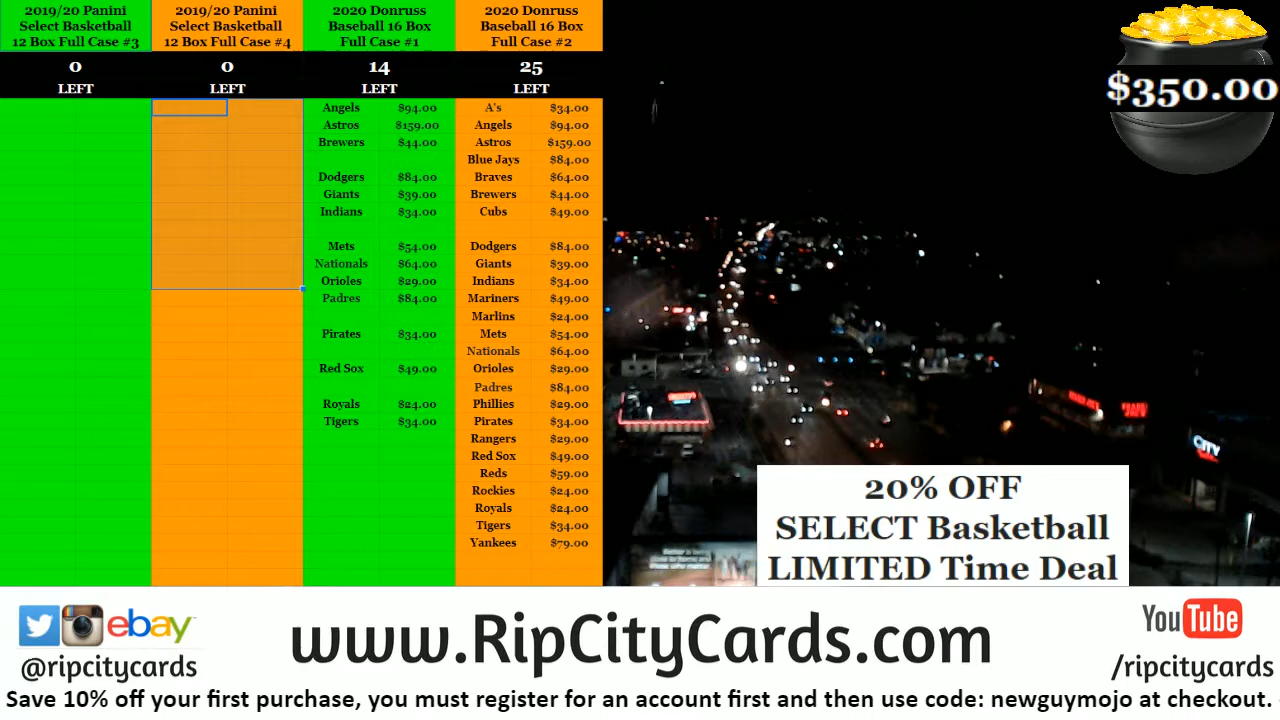 2019/20 Panini
Select Basketball
12 Box Full Case #3
0
LEFT
2019/20 Panini
Select Basketball
12 Box Full Case #4
0
LEFT
2020 Donruss
Baseball 16 Box
Full Case #1
14
LEFT
Angels $94.00
Astros $159.00
Brewers $44.00
Dodgers $84.00
Giants $39.00
Indians $34.00
Mets $54.00
Nationals $64.00
Orioles $29.00
Padres $84.00
Pirates $34.00
Red Sox $49.00
Royals $24.00
Tigers $34.00
2020 Donruss
Baseball 16 Box
Full Case #2
25
LEFT
A's $34.00
Angels $94.00
Astros $159.00
Blue Jays $84.00
Braves $64.00
Brewers $44.00
Cubs $49.00
Dodgers $84.00
Giants $39.00
Indians $34.00
Mariners $49.00
Marlins $24.00
Mets $54.00
Nationals $64.00
Orioles $29.00
Padres $84.00
Phillies $29.00
Pirates $34.00
Rangers $29.00
Red Sox $49.00
Reds $59.00
Rockies $24.00
Royals $24.00
Tigers $34.00
Yankees $79.00
$350.00
CITY
20% OFF
SELECT Basketball
LIMITED Time Deal
ebay
@ripcitycards
www.RipCityCards.com
YouTube
/ripcitycards
Save 10% off your first purchase, you must register for an account first and then use code: newguymojo at checkout.